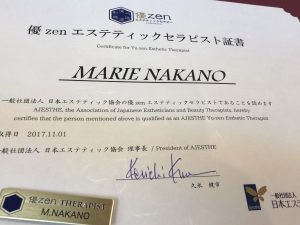 優zen
優 zen エステティックセラピスト証書
Certificate for Yu-zen Esthetic Therapist
MARIE NAKANO
一般社団法人 日本エステティック協会の優 zen エステティックセラピストであることを認めます
AJESTHE, the Association of Japanese Estheticians and Beauty Therapists, hereby
certifies that the person mentioned above is qualified as an AJESTHE Yu-zen Esthetic Therapist
取得日 2017.11.01
一般社団法人 日本エステティック協会 理事長 / President of AJESTHE
久米 健市
優zen THERAPIST
M.NAKANO
一般社団法人
日本エス